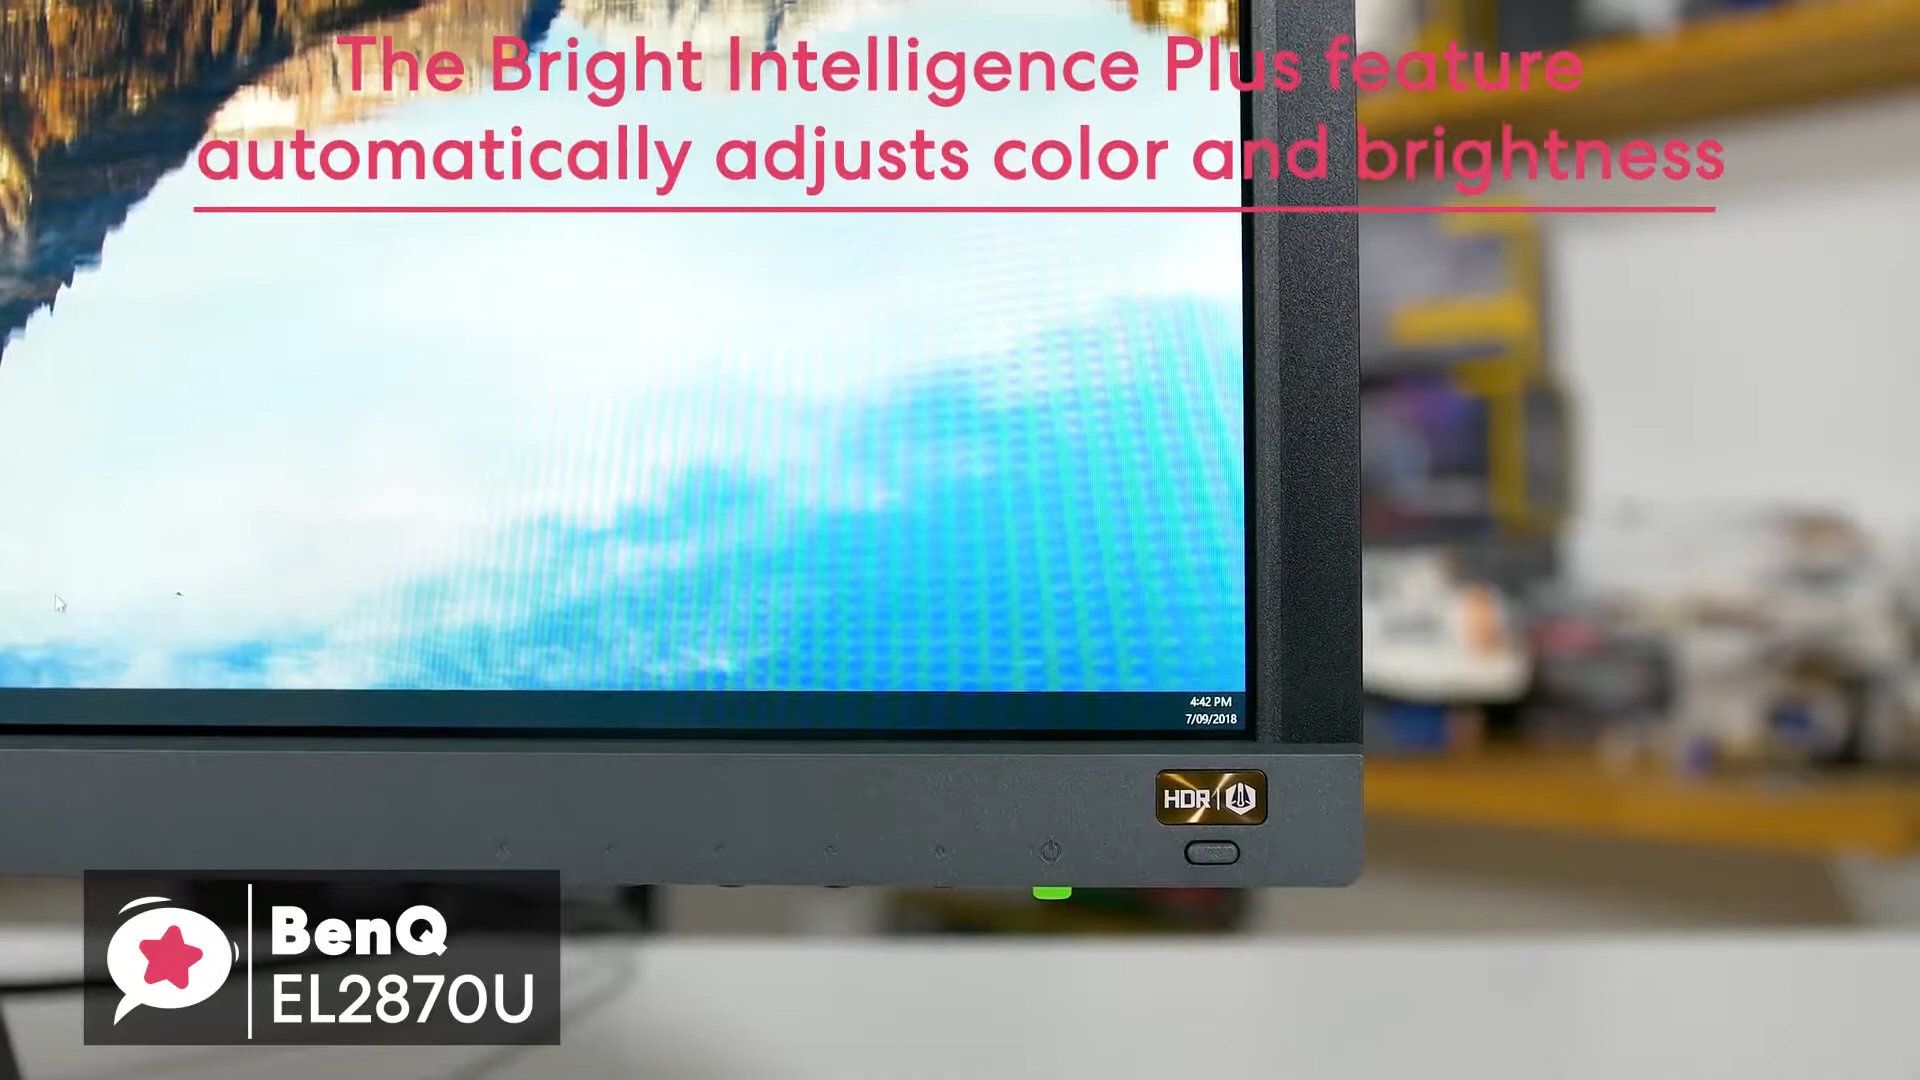 The Bright Intelligence Plus feature
automatically adjusts color and brightness
4:42 PM
7/09/2018
HDR
BenQ
EL2870U